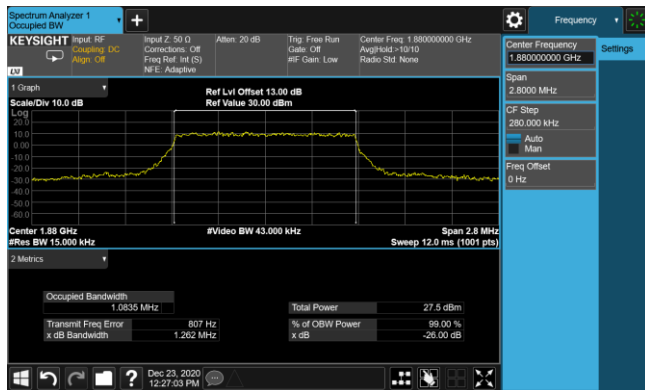 Spectrum Analyzer 1
Occupied BW
+
Frequency
KEYSIGHT
Input: RF
Coupling: DC
Align: Off
Input Z: 50 Ω
Corrections: Off
Freq Ref: Int (S)
NFE: Adaptive
Atten: 20 dB
Trig: Free Run
Gate: Off
#IF Gain: Low
Center Freq: 1.880000000 GHz
Avg|Hold:>10/10
Radio Std: None
LXI
Center Frequency
1.880000000 GHz
Settings
Span
2.8000 MHz
CF Step
280.000 kHz
Auto
Man
Freq Offset
0 Hz
1 Graph
Scale/Div 10.0 dB
Ref Lvl Offset 13.00 dB
Ref Value 30.00 dBm
Log
20.0
10.0
0.00
-10.0
-20.0
-30.0
-40.0
-50.0
-60.0
Center 1.88 GHz
#Video BW 43.000 kHz
Span 2.8 MHz
#Res BW 15.000 kHz
Sweep 12.0 ms (1001 pts)
2 Metrics
Occupied Bandwidth
1.0835 MHz
Total Power
27.5 dBm
Transmit Freq Error
807 Hz
% of OBW Power
99.00 %
x dB Bandwidth
1.262 MHz
x dB
-26.00 dB
?
Dec 23, 2020
12:27:03 PM